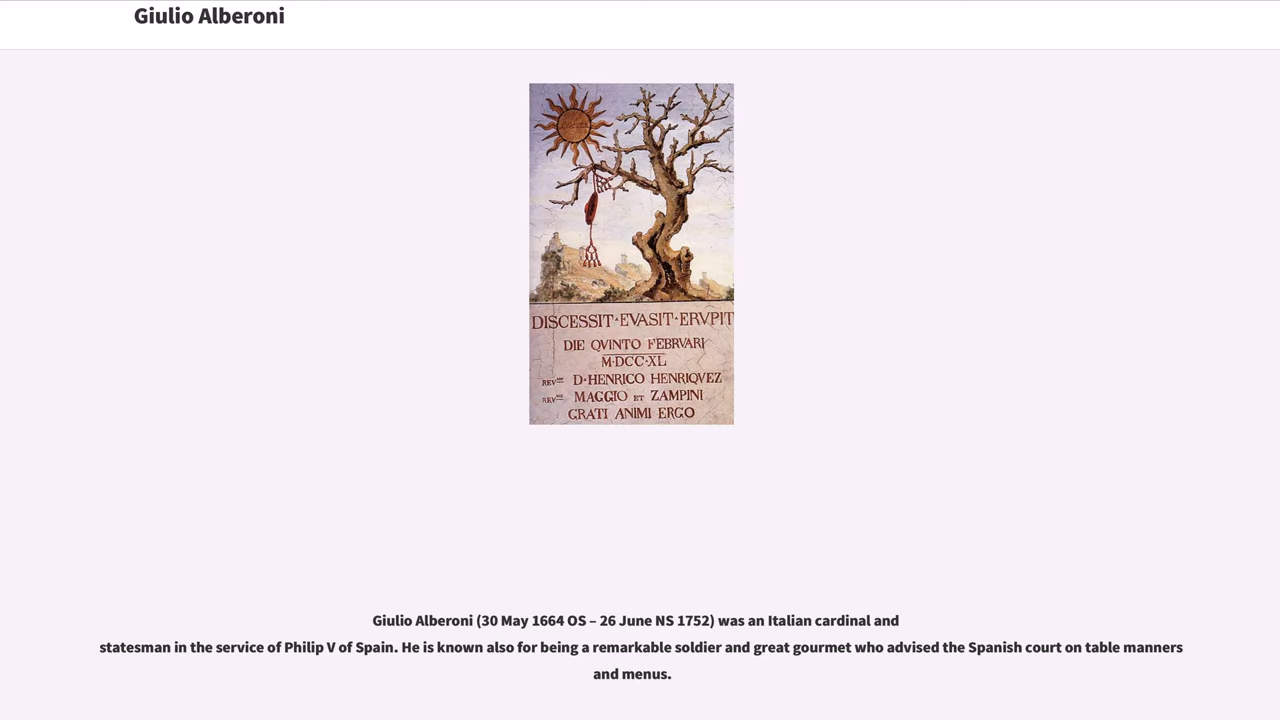 Giulio Alberoni
DISCESSIT·EVASIT·ERVPIT
DIE QVINTO FEBRVARI
M·DCC·XL
REV D·HENRICO HENRIQVEZ
REV MAGGIO ET ZAMPINI
GRATI ANIMI ERGO
Giulio Alberoni (30 May 1664 OS – 26 June NS 1752) was an Italian cardinal and
statesman in the service of Philip V of Spain. He is known also for being a remarkable soldier and great gourmet who advised the Spanish court on table manners
and menus.